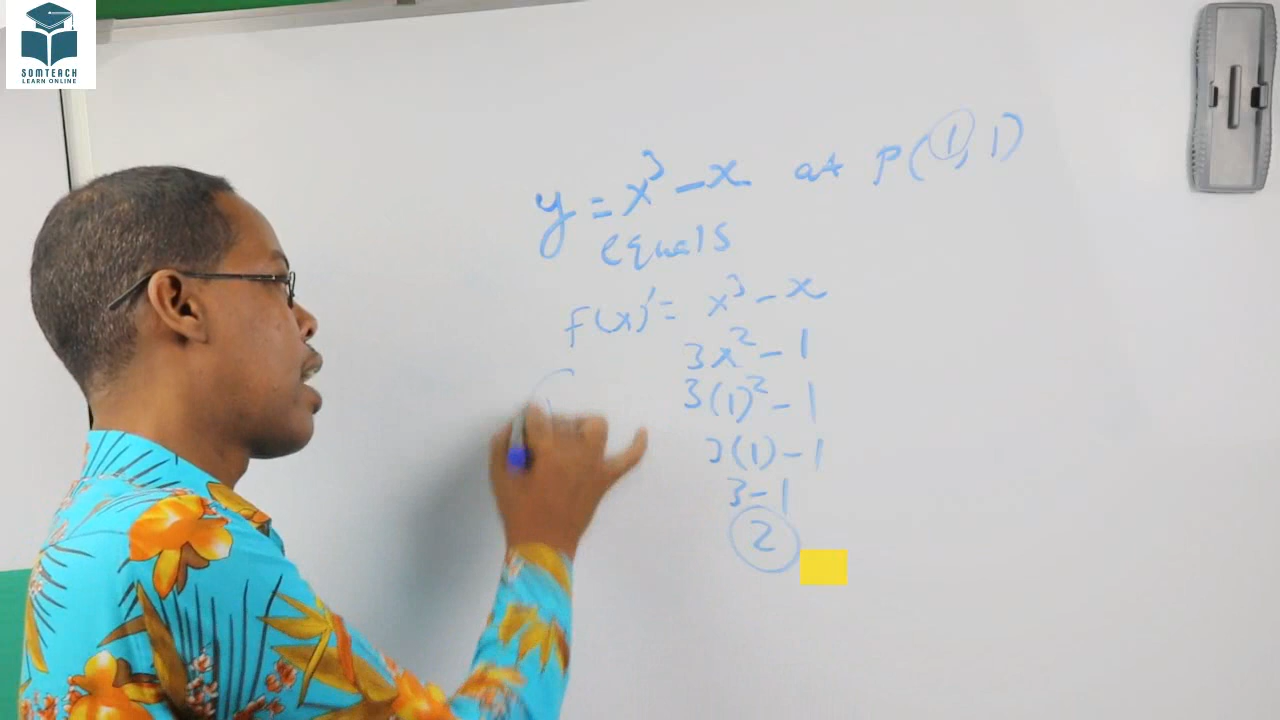 SOMTEACH
LEARN ONLINE
y = x³ - x at P(1, 1)
equals
f(x)' = x³ - x
3x² - 1
3(1)² - 1
3(1) - 1
3 - 1
2